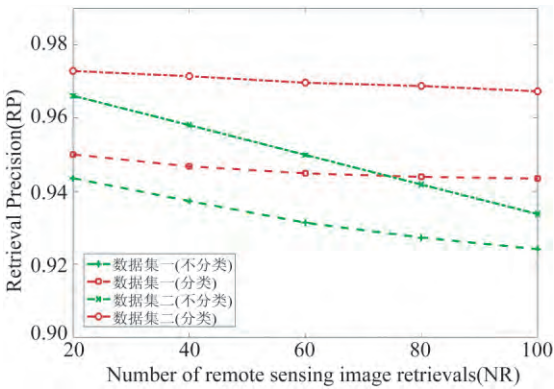 0.98
0.96
0.94
0.92
0.90
Retrieval Precision(RP)
数据集一(不分类)
数据集一(分类)
数据集二(不分类)
数据集二(分类)
20 40 60 80 100
Number of remote sensing image retrievals(NR)